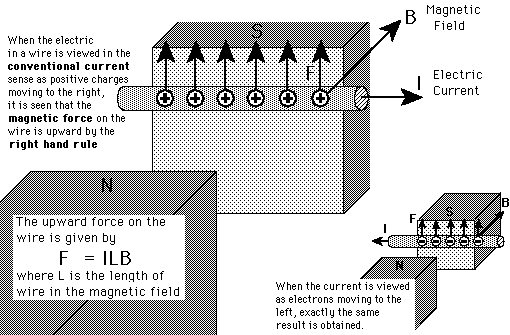 When the electric
in a wire is viewed in the
conventional current
sense as positive charges
moving to the right,
it is seen that the
magnetic force on the
wire is upward by the
right hand rule
S
F
B
Magnetic
Field
I
Electric
Current
N
The upward force on the
wire is given by
F = ILB
where L is the length of
wire in the magnetic field
F
S
B
I
N
When the current is viewed
as electrons moving to the
left, exactly the same
result is obtained.